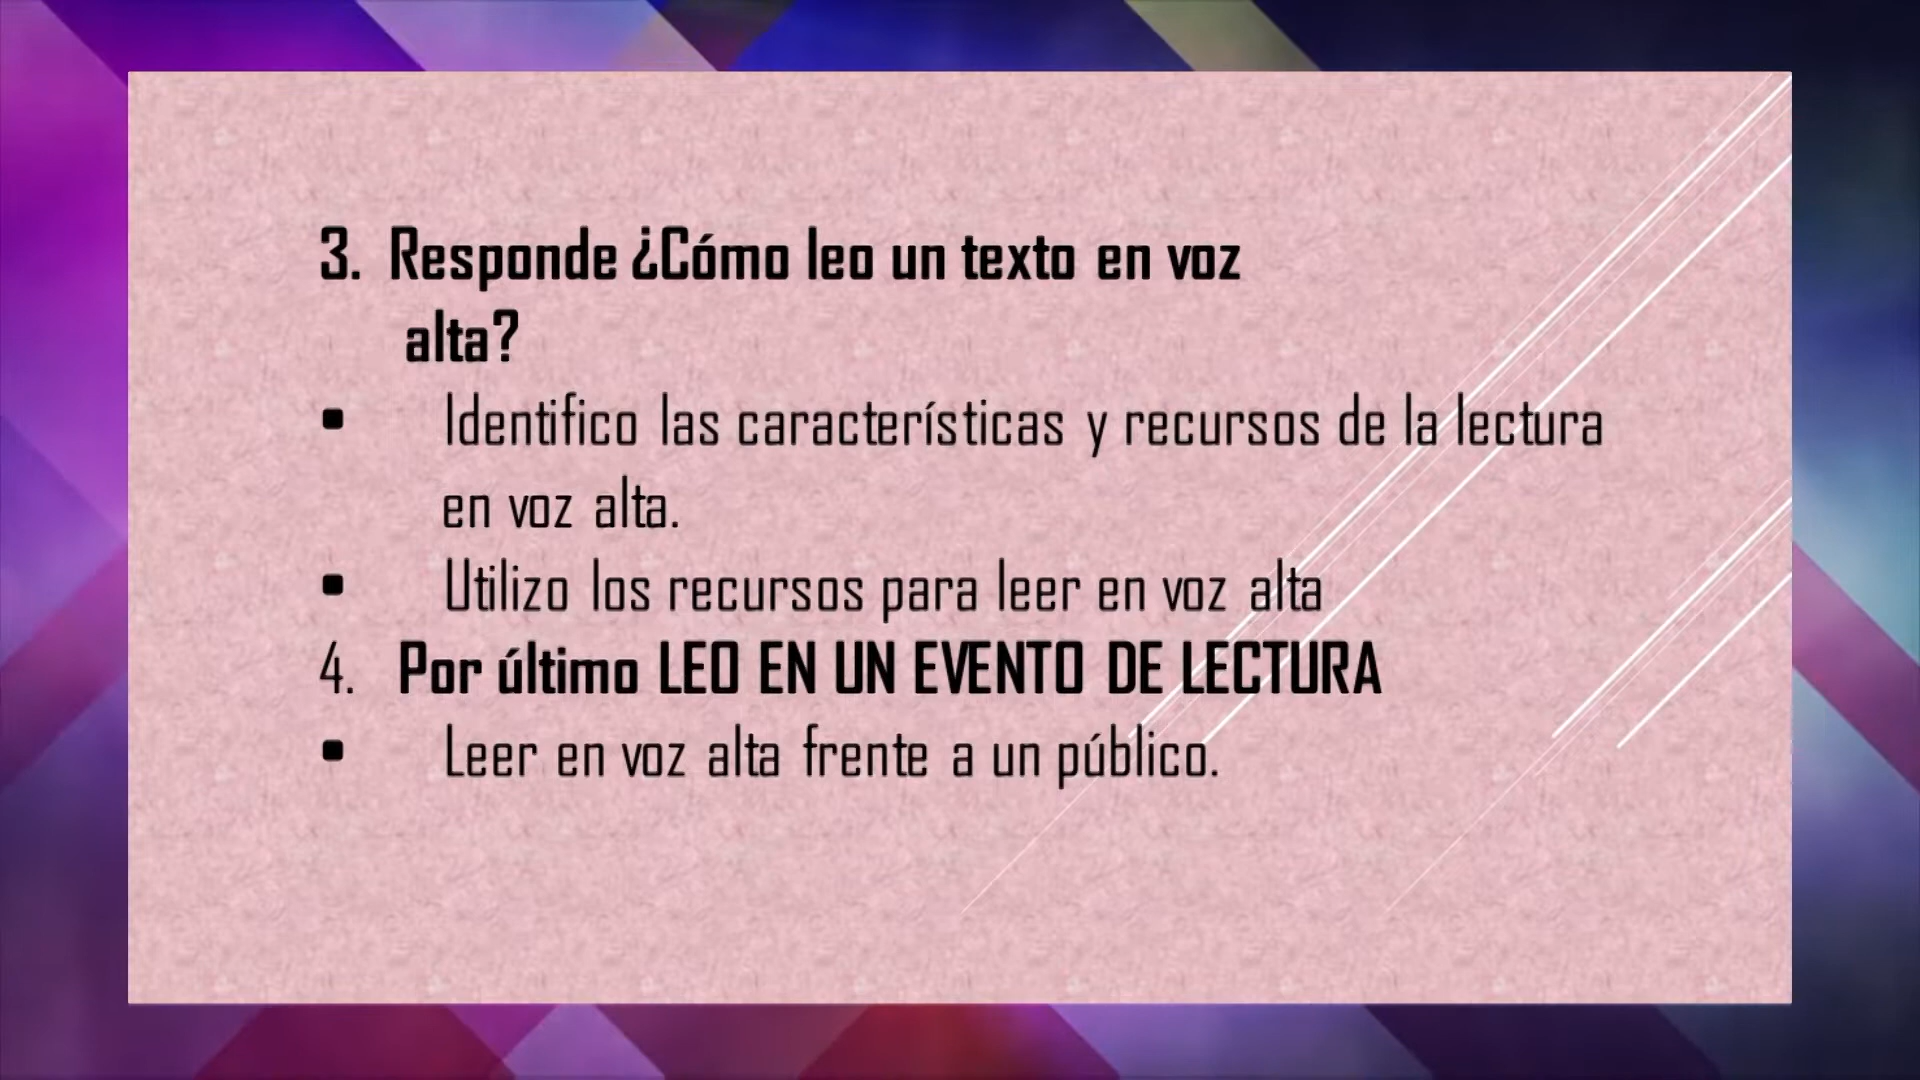 3. Responde ¿Cómo leo un texto en voz
alta?
▪ Identifico las características y recursos de la lectura
en voz alta.
▪ Utilizo los recursos para leer en voz alta
4. Por último LEO EN UN EVENTO DE LECTURA
▪ Leer en voz alta frente a un público.